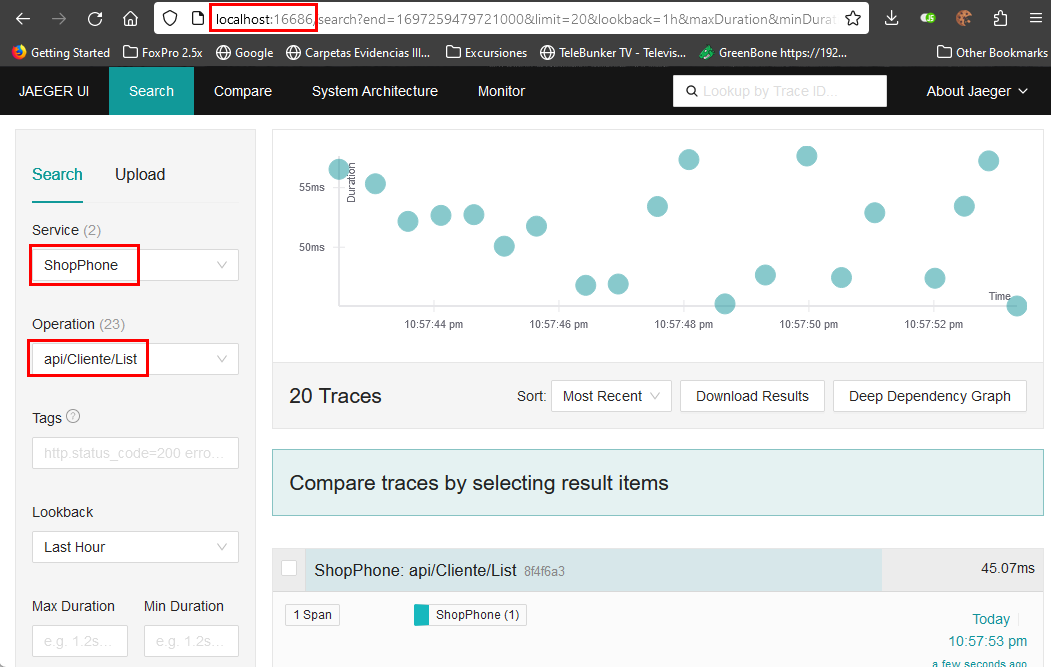 localhost:16686/search?end=1697259479721000&limit=20&lookback=1h&maxDuration&minDurat
Getting Started FoxPro 2.5x Google Carpetas Evidencias Ill... Excursiones TeleBunker TV - Televis... GreenBone https://192... Other Bookmarks
JAEGER UI Search Compare System Architecture Monitor Lookup by Trace ID... About Jaeger
Search Upload
Service (2)
ShopPhone
Operation (23)
api/Cliente/List
Tags
http.status_code=200 erro...
Lookback
Last Hour
Max Duration Min Duration
e.g. 1.2s... e.g. 1.2s...
Duration
55ms
50ms
Time
10:57:44 pm 10:57:46 pm 10:57:48 pm 10:57:50 pm 10:57:52 pm
20 Traces Sort: Most Recent Download Results Deep Dependency Graph
Compare traces by selecting result items
ShopPhone: api/Cliente/List 8f4f6a3 45.07ms
1 Span ShopPhone (1) Today
10:57:53 pm
a few seconds ago